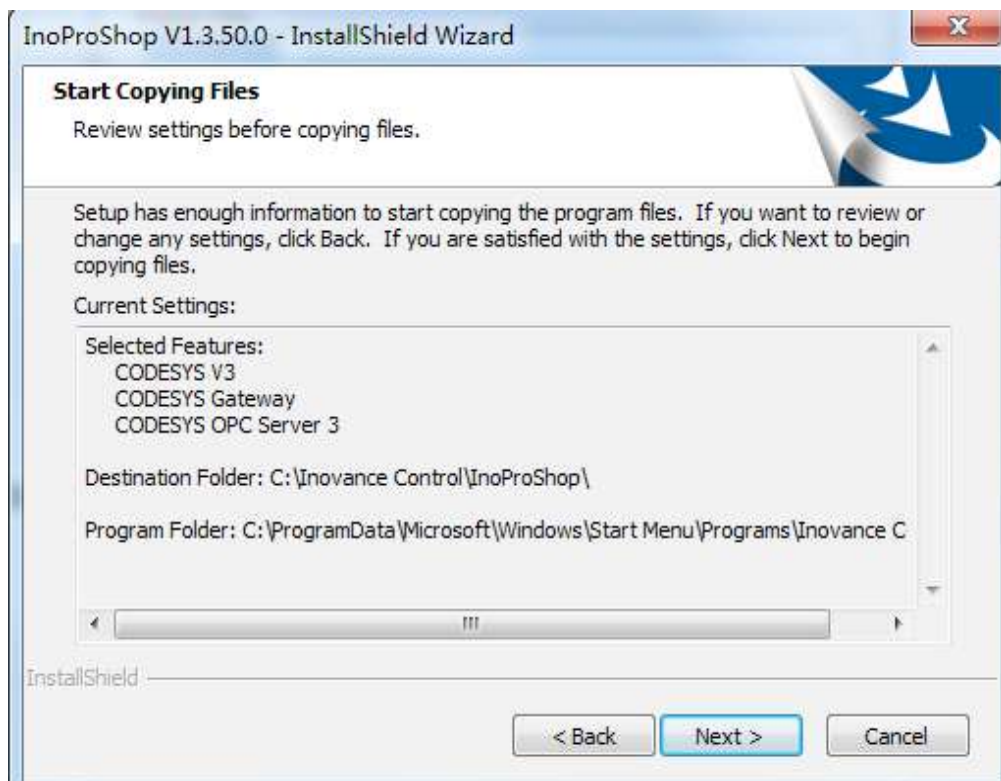 InoProShop V1.3.50.0 - InstallShield Wizard
Start Copying Files
Review settings before copying files.
Setup has enough information to start copying the program files.  If you want to review or
change any settings, click Back.  If you are satisfied with the settings, click Next to begin
copying files.
Current Settings:
Selected Features:
CODESYS V3
CODESYS Gateway
CODESYS OPC Server 3
Destination Folder: C:\Inovance Control\InoProShop\
Program Folder: C:\ProgramData\Microsoft\Windows\Start Menu\Programs\Inovance C
InstallShield
< Back
Next >
Cancel